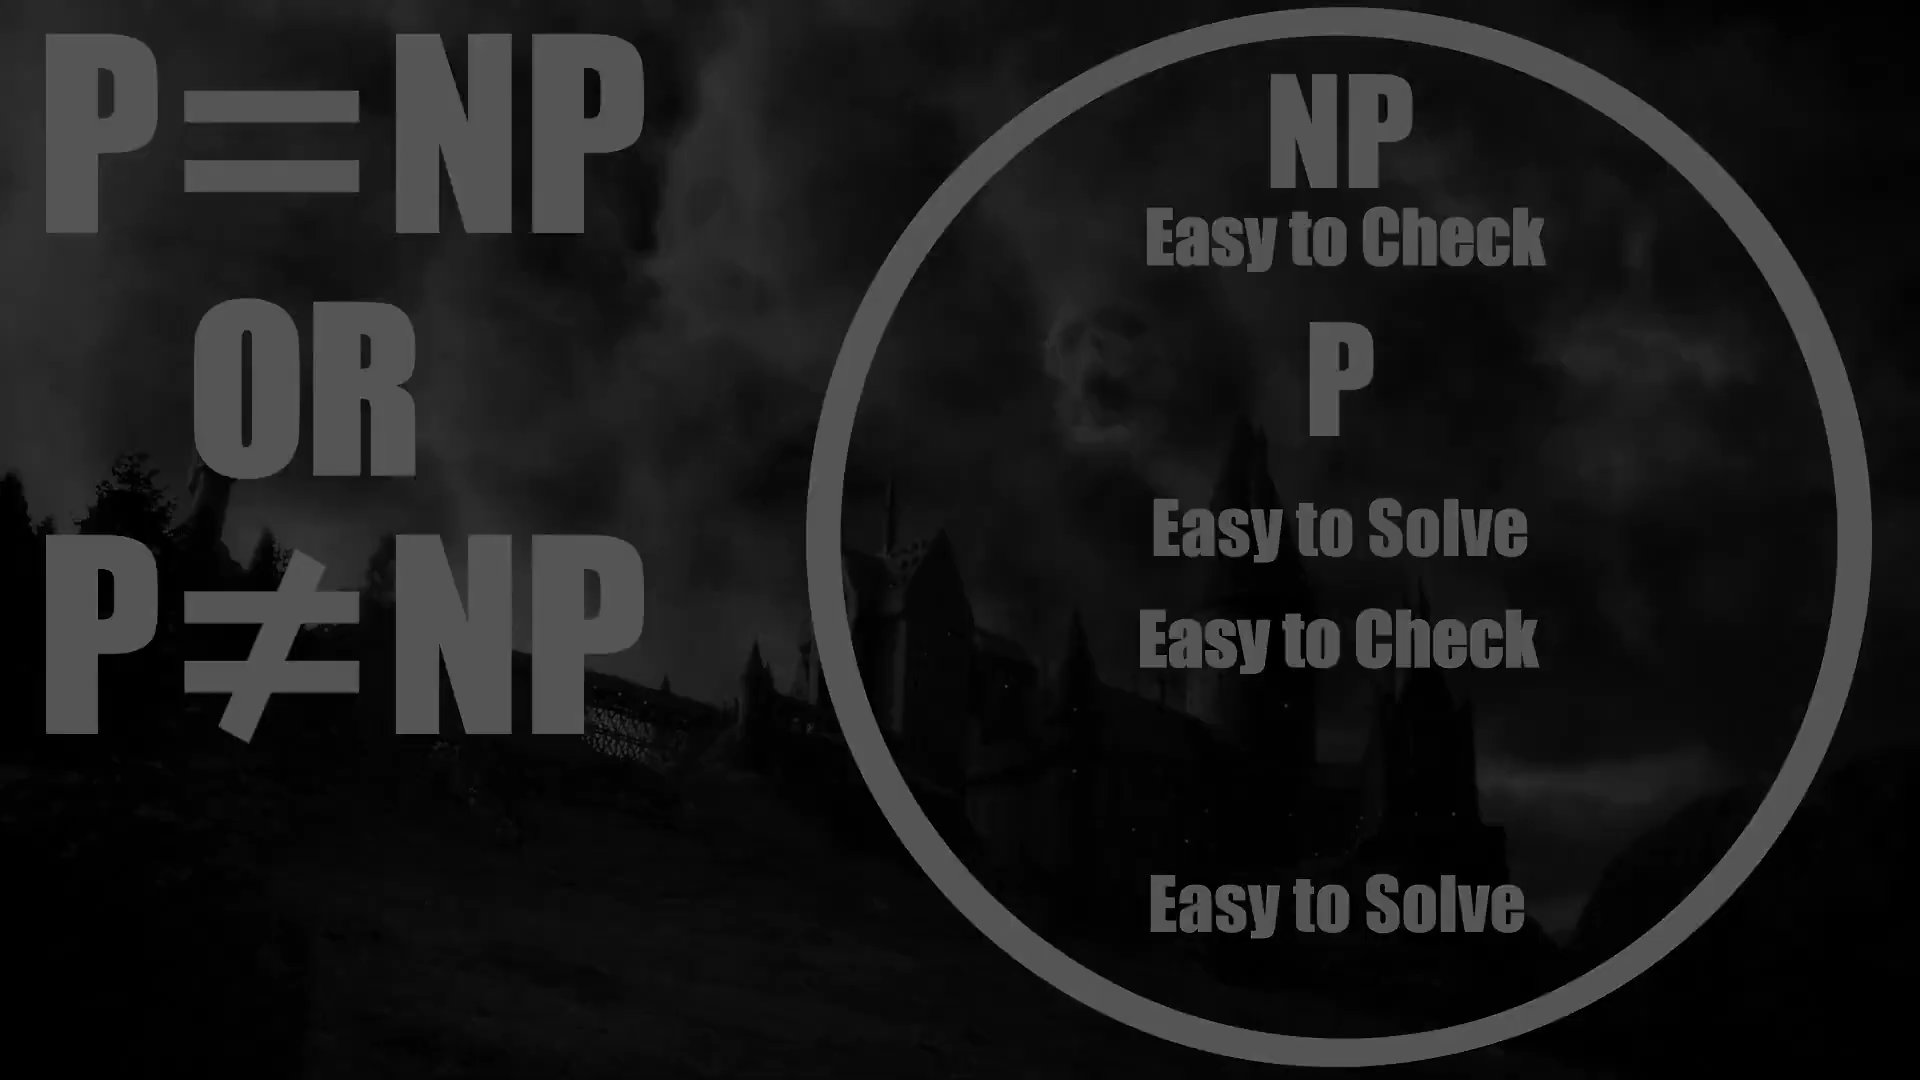 P=NP
OR
P≠NP
NP
Easy to Check
P
Easy to Solve
Easy to Check
Easy to Solve